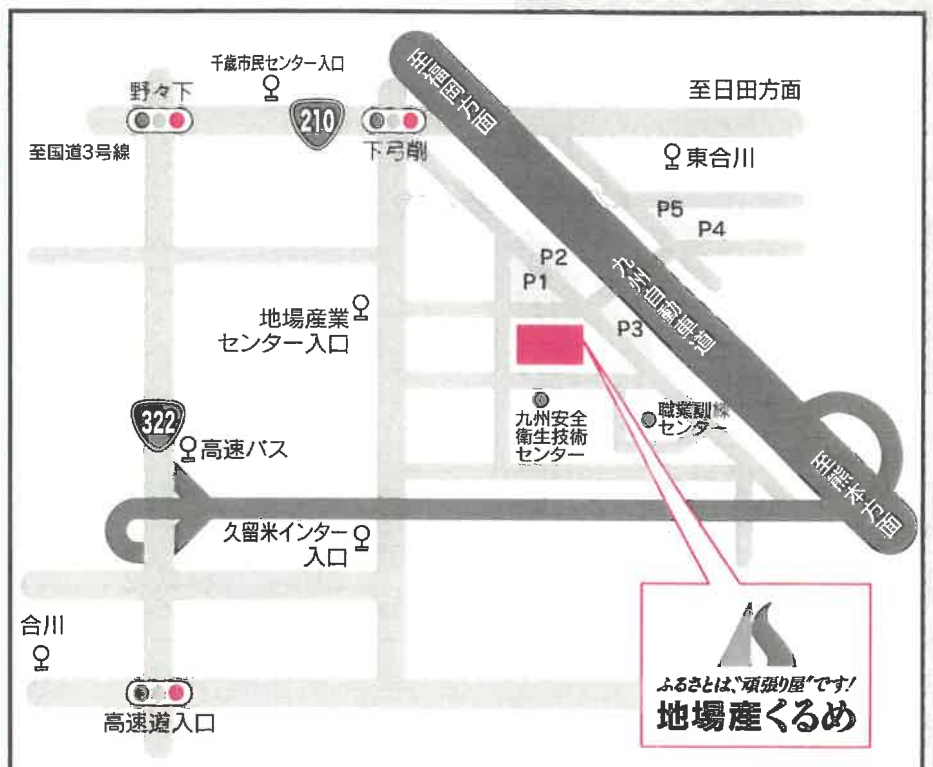 千歳市民センター入口
至福岡方面
野々下
210
至日田方面
至国道3号線
下弓削
東合川
P5
P4
P2
P1
九州自動車道
地場産業
センター入口
P3
322
高速バス
九州安全
衛生技術
センター
職業訓練
センター
至熊本方面
久留米インター
入口
合川
高速道入口
ふるさとは、“頑張り屋”です!
地場産くるめ